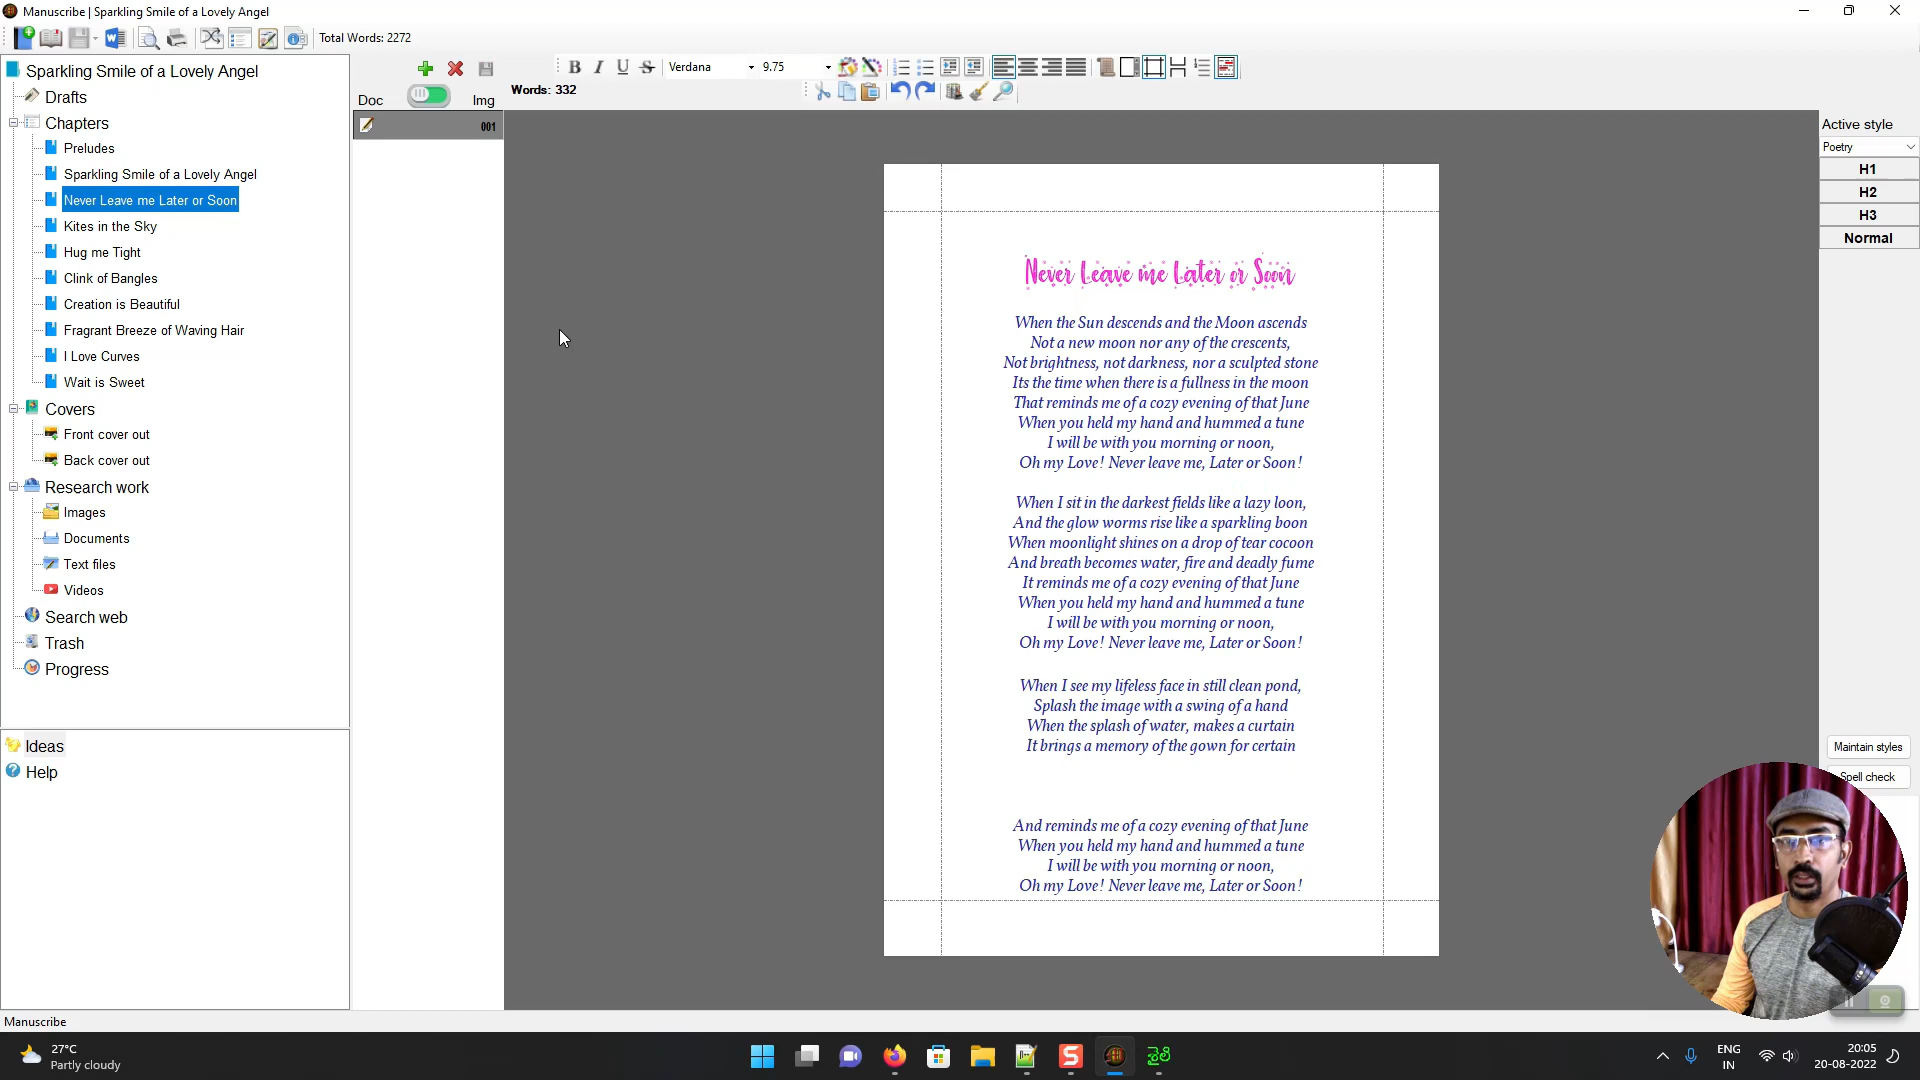 Manuscribe | Sparkling Smile of a Lovely Angel
Total Words: 2272
Sparkling Smile of a Lovely Angel
Drafts
Chapters
Preludes
Sparkling Smile of a Lovely Angel
Never Leave me Later or Soon
Kites in the Sky
Hug me Tight
Clink of Bangles
Creation is Beautiful
Fragrant Breeze of Waving Hair
I Love Curves
Wait is Sweet
Covers
Front cover out
Back cover out
Research work
Images
Documents
Text files
Videos
Search web
Trash
Progress
Ideas
Help
Doc
Img
001
Words: 332
B I U S Verdana 9.75
Never Leave me Later or Soon
When the Sun descends and the Moon ascends
Not a new moon nor any of the crescents,
Not brightness, not darkness, nor a sculpted stone
Its the time when there is a fullness in the moon
That reminds me of a cozy evening of that June
When you held my hand and hummed a tune
I will be with you morning or noon,
Oh my Love! Never leave me, Later or Soon!
When I sit in the darkest fields like a lazy loon,
And the glow worms rise like a sparkling boon
When moonlight shines on a drop of tear cocoon
And breath becomes water, fire and deadly fume
It reminds me of a cozy evening of that June
When you held my hand and hummed a tune
I will be with you morning or noon,
Oh my Love! Never leave me, Later or Soon!
When I see my lifeless face in still clean pond,
Splash the image with a swing of a hand
When the splash of water, makes a curtain
It brings a memory of the gown for certain
And reminds me of a cozy evening of that June
When you held my hand and hummed a tune
I will be with you morning or noon,
Oh my Love! Never leave me, Later or Soon!
Active style
Poetry
H1
H2
H3
Normal
Maintain styles
Spell check
Manuscribe
27°C
Partly cloudy
ENG
IN
20:05
20-08-2022